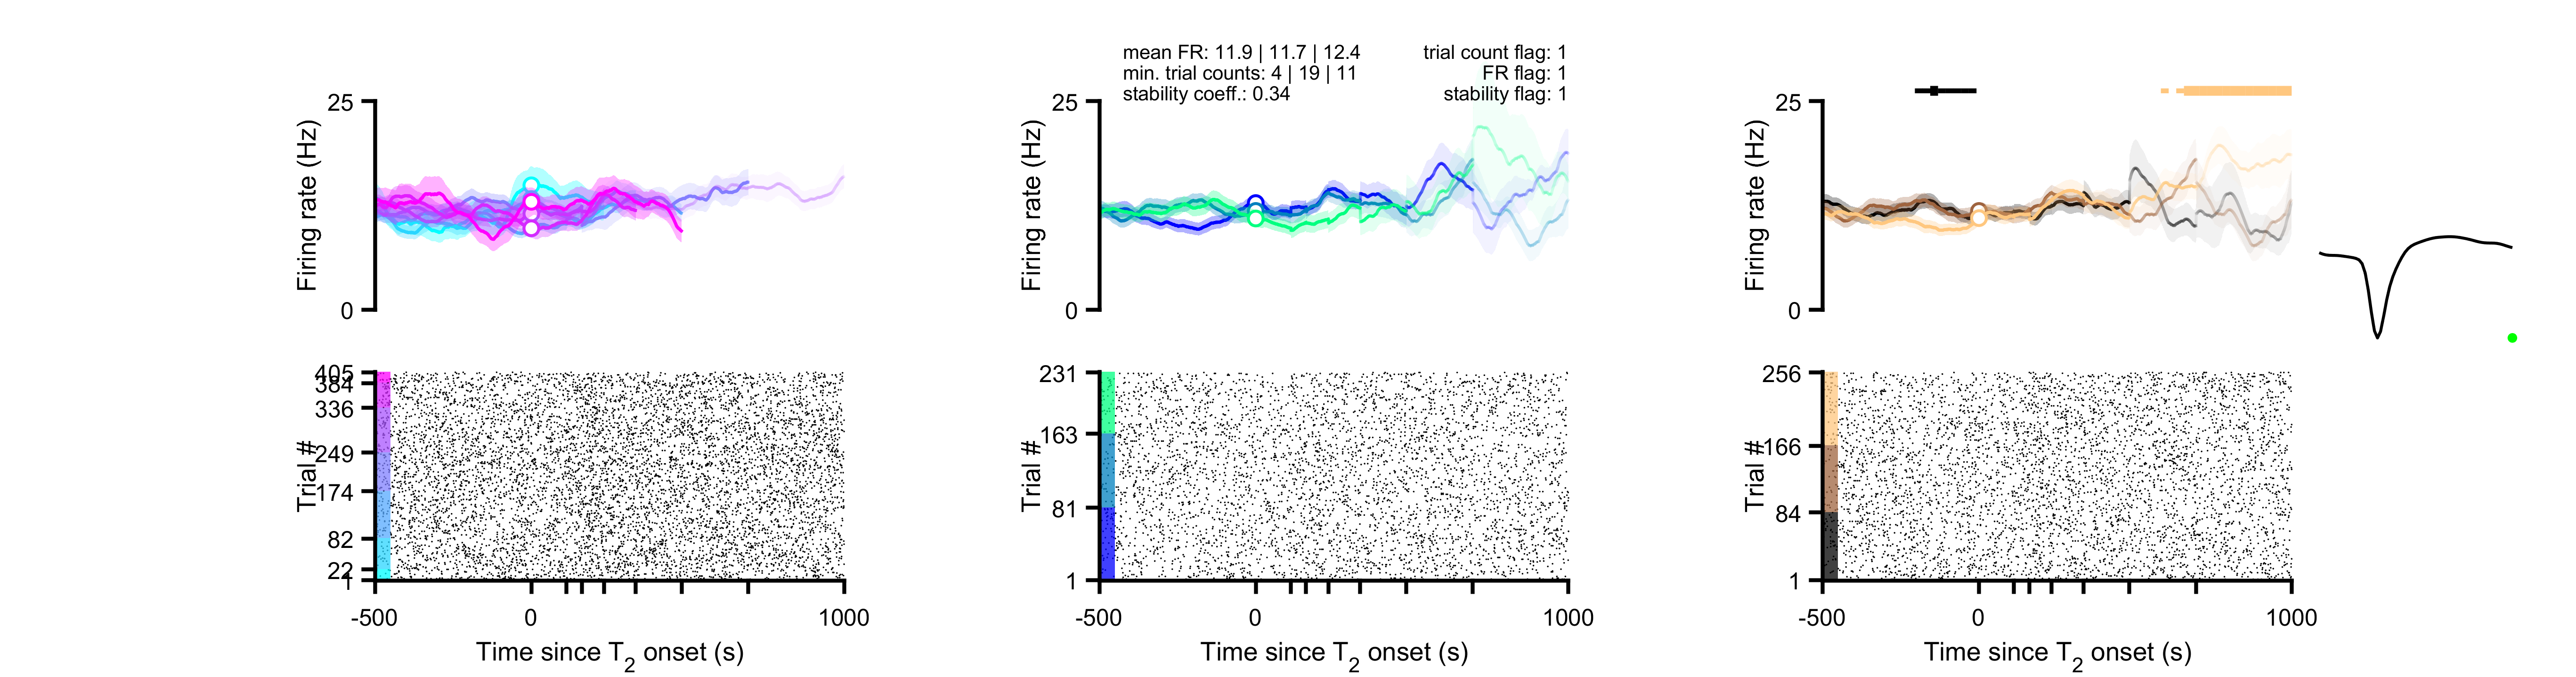 mean FR: 11.9 | 11.7 | 12.4
min. trial counts: 4 | 19 | 11
stability coeff.: 0.34
trial count flag: 1
FR flag: 1
stability flag: 1
25
0
Firing rate (Hz)
25
0
Firing rate (Hz)
25
0
Firing rate (Hz)
405
384
336
249
174
82
22
1
Trial #
-500
0
1000
Time since T2 onset (s)
231
163
81
1
Trial #
-500
0
1000
Time since T2 onset (s)
256
166
84
1
Trial #
-500
0
1000
Time since T2 onset (s)